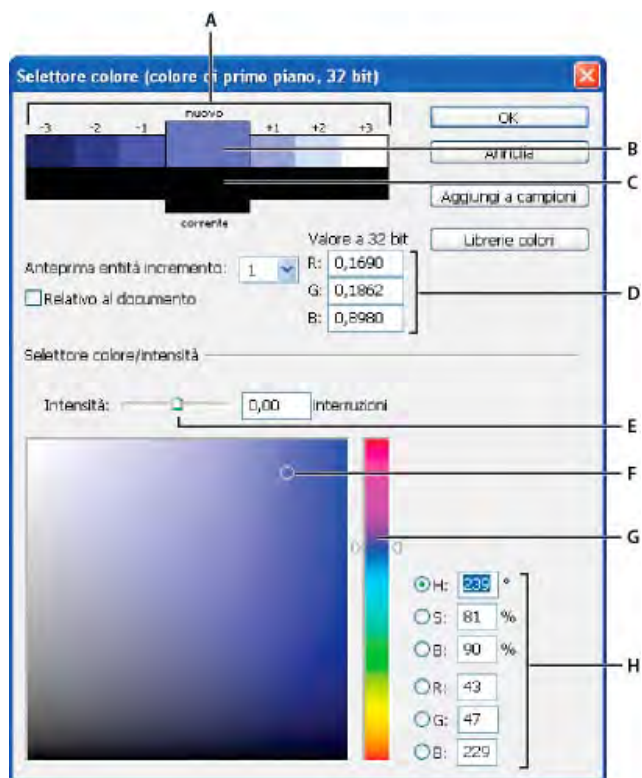 A
Selettore colore (colore di primo piano, 32 bit)
nuovo
-3 -2 -1 +1 +2 +3
OK
B
Annulla
C
Aggiungi a campioni
corrente
Valore a 32 bit
Librerie colori
Anteprima entità incremento: 1
R: 0,1690
Relativo al documento
G: 0,1862
D
B: 0,8980
Selettore colore/intensità
Intensità: 0,00 interruzioni
E
F
G
H: 239 °
S: 81 %
B: 90 %
H
R: 43
G: 47
B: 229